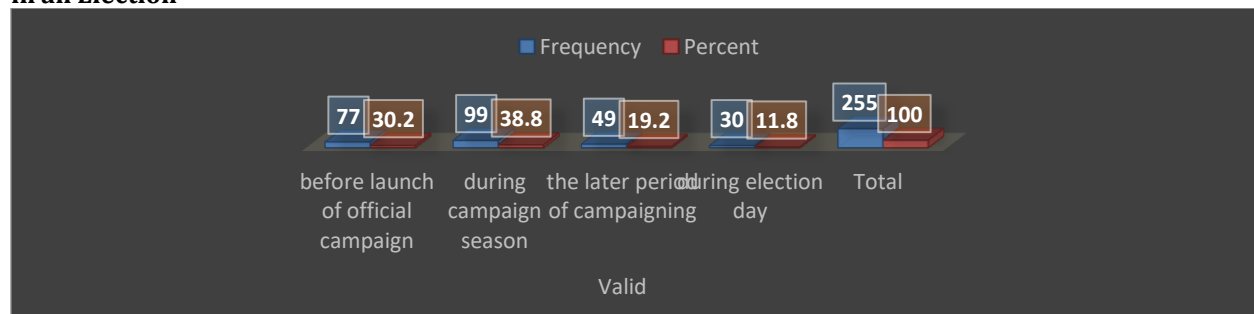 in an Election
Frequency Percent
77 30.2 99 38.8 49 19.2 30 11.8 255 100
before launch of official campaign
during campaign season
the later period of campaigning
during election day
Total
Valid